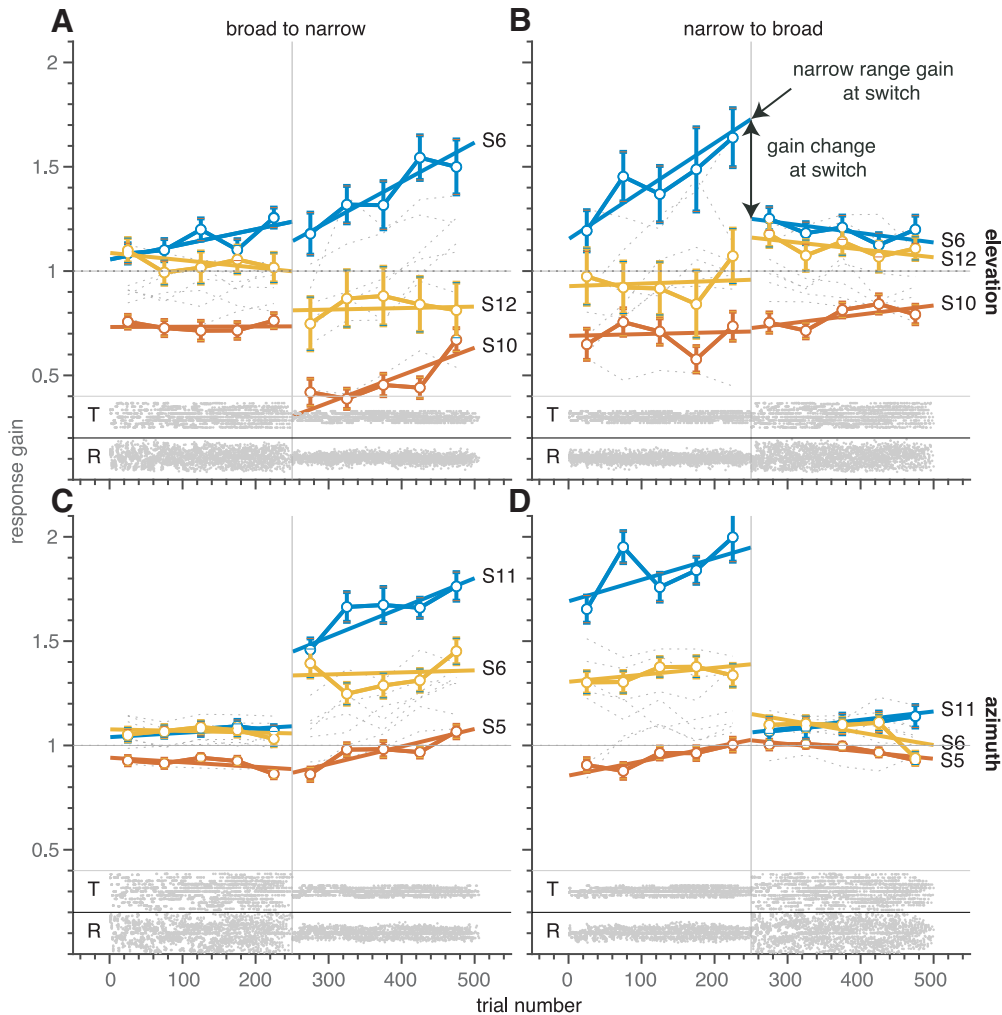 A
broad to narrow
B
narrow to broad
2
1.5
1
0.5
S6
S12
S10
T
R
narrow range gain
at switch
gain change
at switch
S6
S12
S10
T
R
elevation
response gain
C
D
2
1.5
1
0.5
S11
S6
S5
T
R
S11
S6
S5
T
R
azimuth
0 100 200 300 400 500
0 100 200 300 400 500
trial number